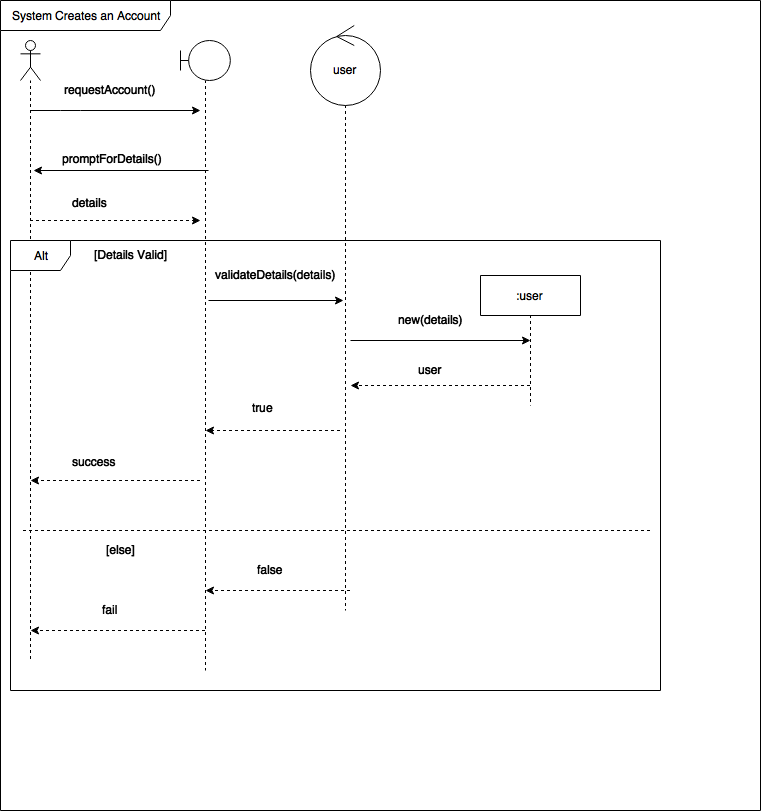 System Creates an Account
user
requestAccount()
promptForDetails()
details
Alt
[Details Valid]
validateDetails(details)
:user
new(details)
user
true
success
[else]
false
fail